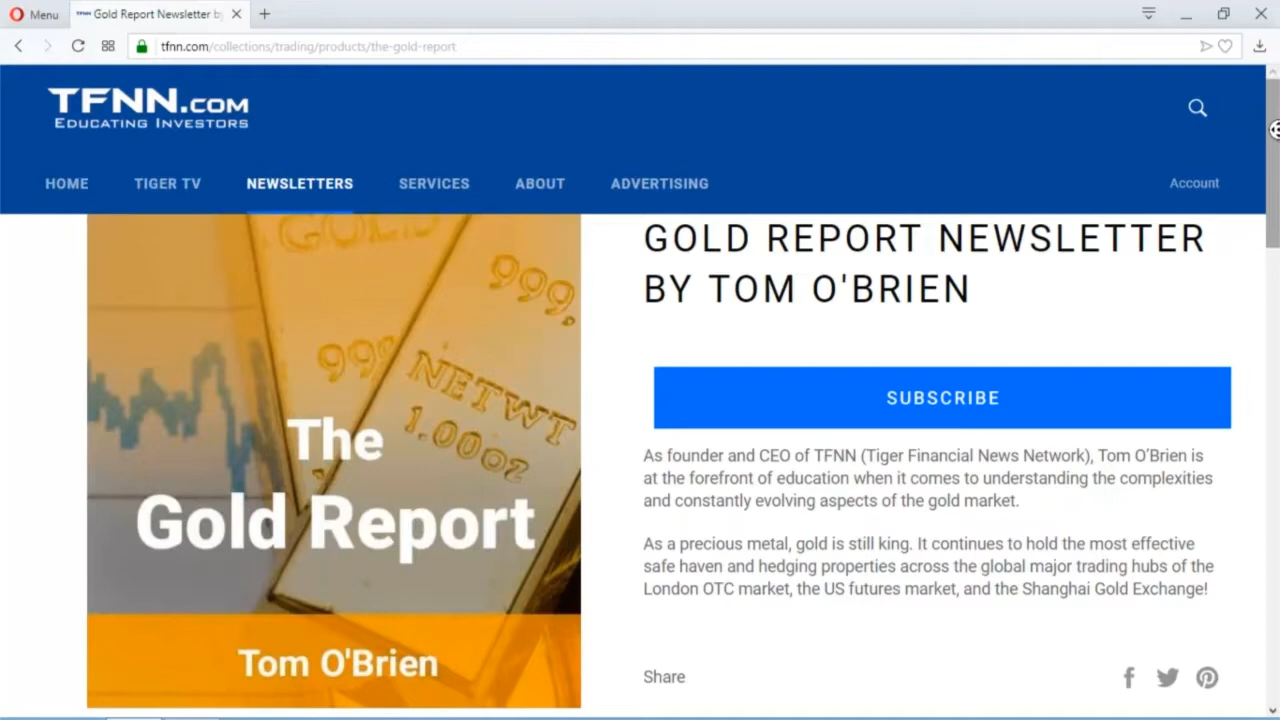 Menu
Gold Report Newsletter b
tfnn.com/collections/trading/products/the-gold-report
TFNN.COM
EDUCATING INVESTORS
HOME TIGER TV NEWSLETTERS SERVICES ABOUT ADVERTISING Account
GOLD
999,
999
NETWT
1.00oz
The
Gold Report
Tom O'Brien
GOLD REPORT NEWSLETTER
BY TOM O'BRIEN
SUBSCRIBE
As founder and CEO of TFNN (Tiger Financial News Network), Tom O'Brien is
at the forefront of education when it comes to understanding the complexities
and constantly evolving aspects of the gold market.
As a precious metal, gold is still king. It continues to hold the most effective
safe haven and hedging properties across the global major trading hubs of the
London OTC market, the US futures market, and the Shanghai Gold Exchange!
Share